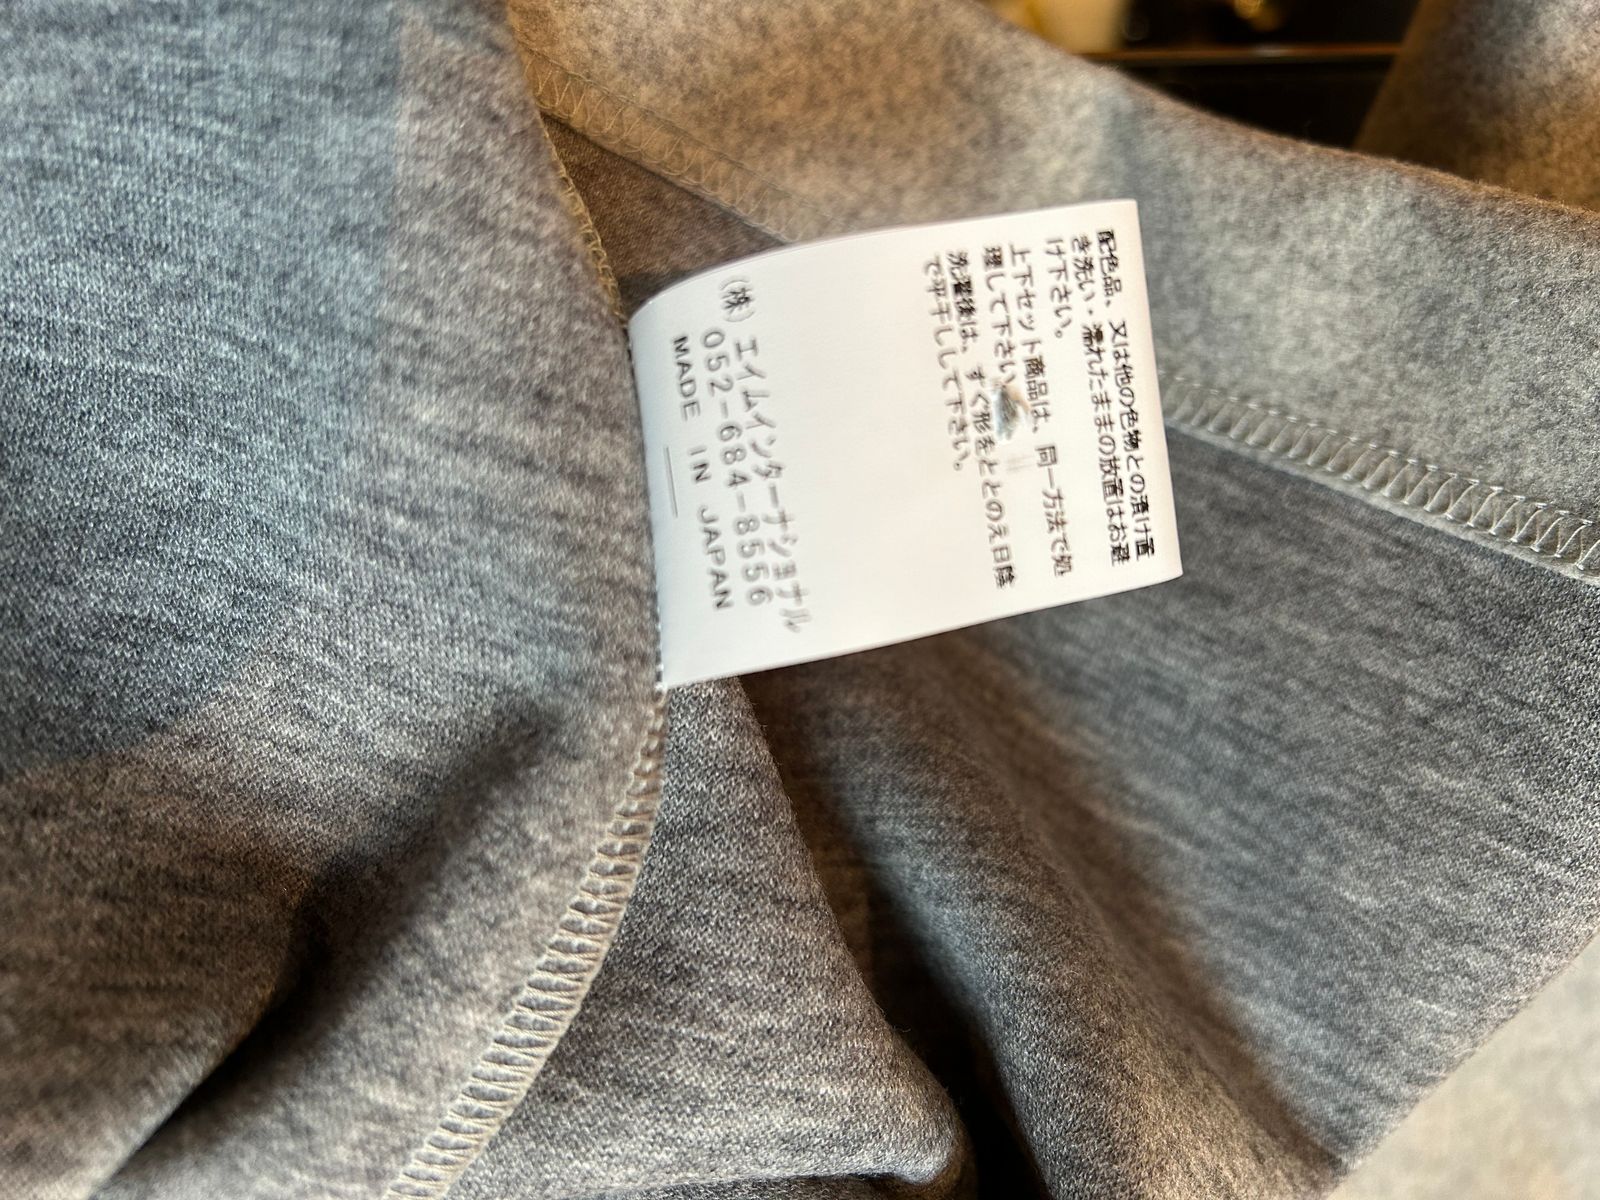 配色品、又は他の色物との漬け置
き洗い・濡れたままの放置はお避
け下さい。
上下セット商品は、同一方法で処
理して下さい
洗濯後は、すぐ形をととのえ日陰
で平干しして下さい。
(株)エイムインターナショナル
052-684-8556
MADE IN JAPAN